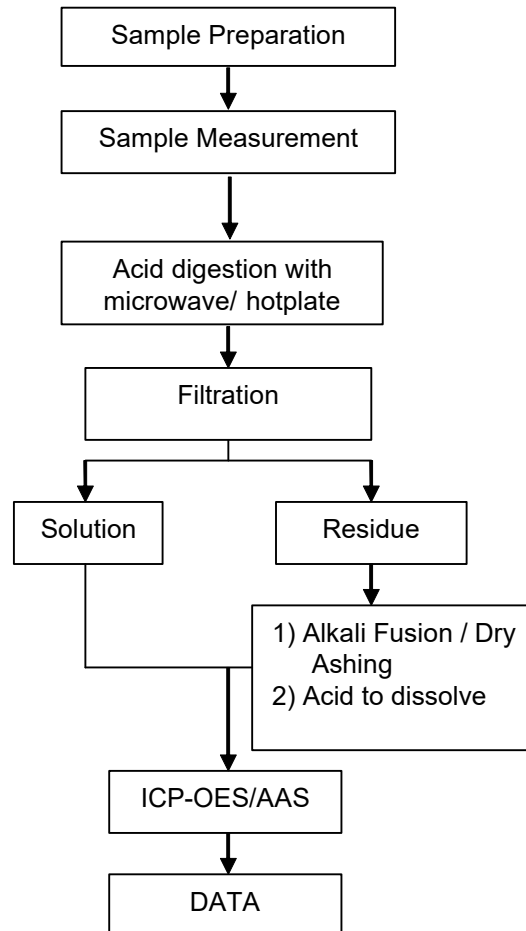 Sample Preparation
Sample Measurement
Acid digestion with
microwave/ hotplate
Filtration
Solution
Residue
1) Alkali Fusion / Dry
Ashing
2) Acid to dissolve
ICP-OES/AAS
DATA